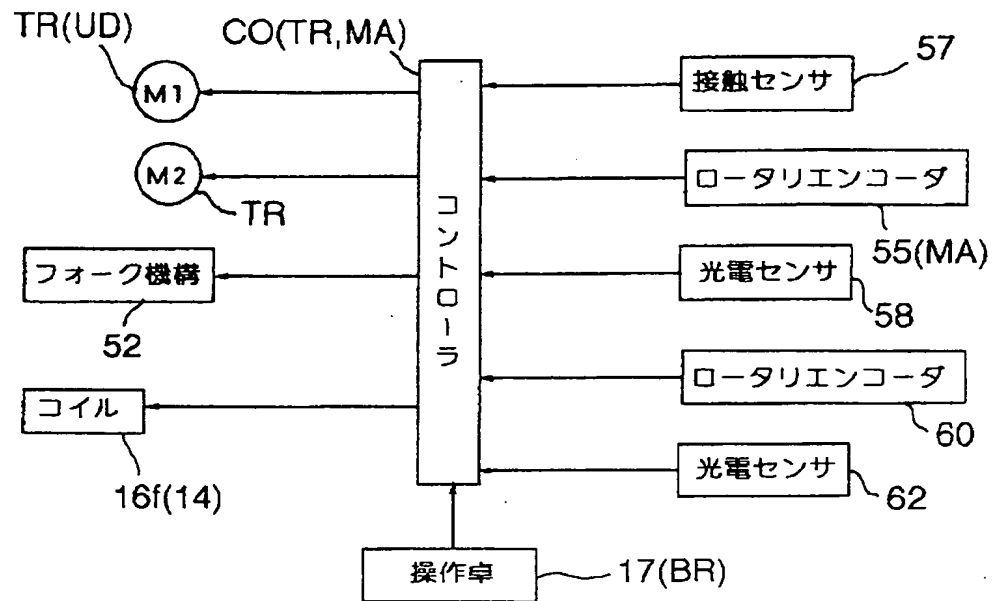 TR(UD)
CO(TR,MA)
57
M1
接触センサ
M2
ロータリエンコーダ
TR
コントローラ
55(MA)
フォーク機構
光電センサ
52
58
ロータリエンコーダ
コイル
60
16f(14)
光電センサ
62
操作卓
17(BR)